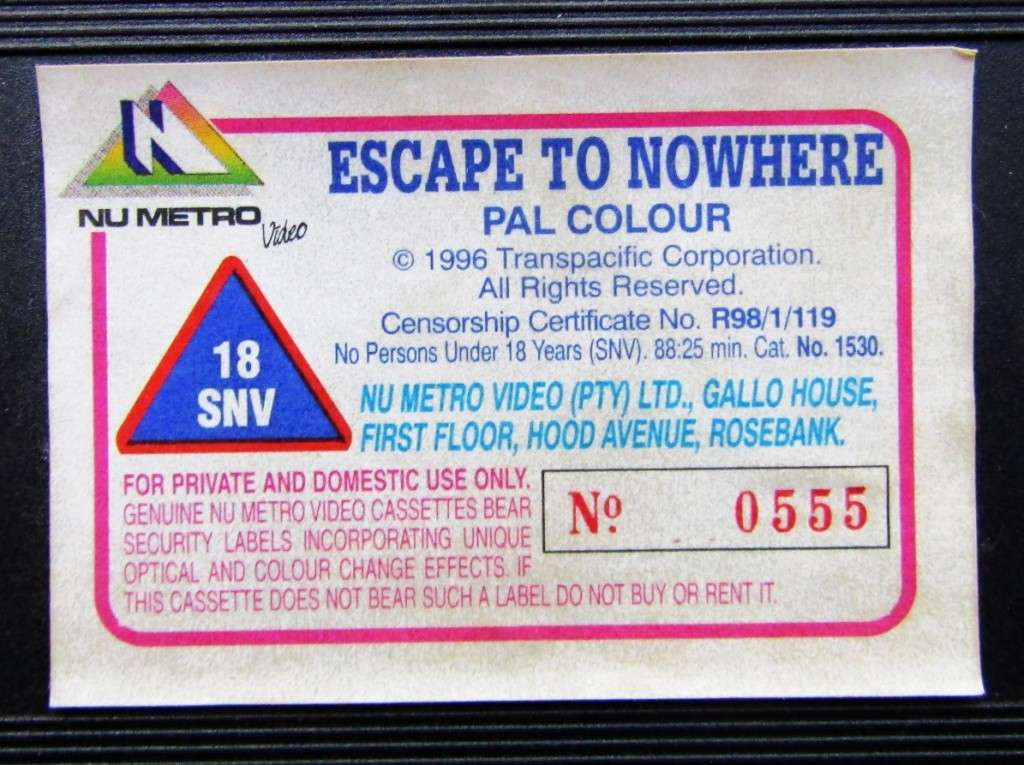 N
NU METRO
Video
ESCAPE TO NOWHERE
PAL COLOUR
© 1996 Transpacific Corporation.
All Rights Reserved.
Censorship Certificate No. R98/1/119
No Persons Under 18 Years (SNV). 88:25 min. Cat. No. 1530.
18
SNV
NU METRO VIDEO (PTY) LTD., GALLO HOUSE,
FIRST FLOOR, HOOD AVENUE, ROSEBANK.
FOR PRIVATE AND DOMESTIC USE ONLY.
GENUINE NU METRO VIDEO CASSETTES BEAR
SECURITY LABELS INCORPORATING UNIQUE
OPTICAL AND COLOUR CHANGE EFFECTS. IF
THIS CASSETTE DOES NOT BEAR SUCH A LABEL DO NOT BUY OR RENT IT.
Nº 0555